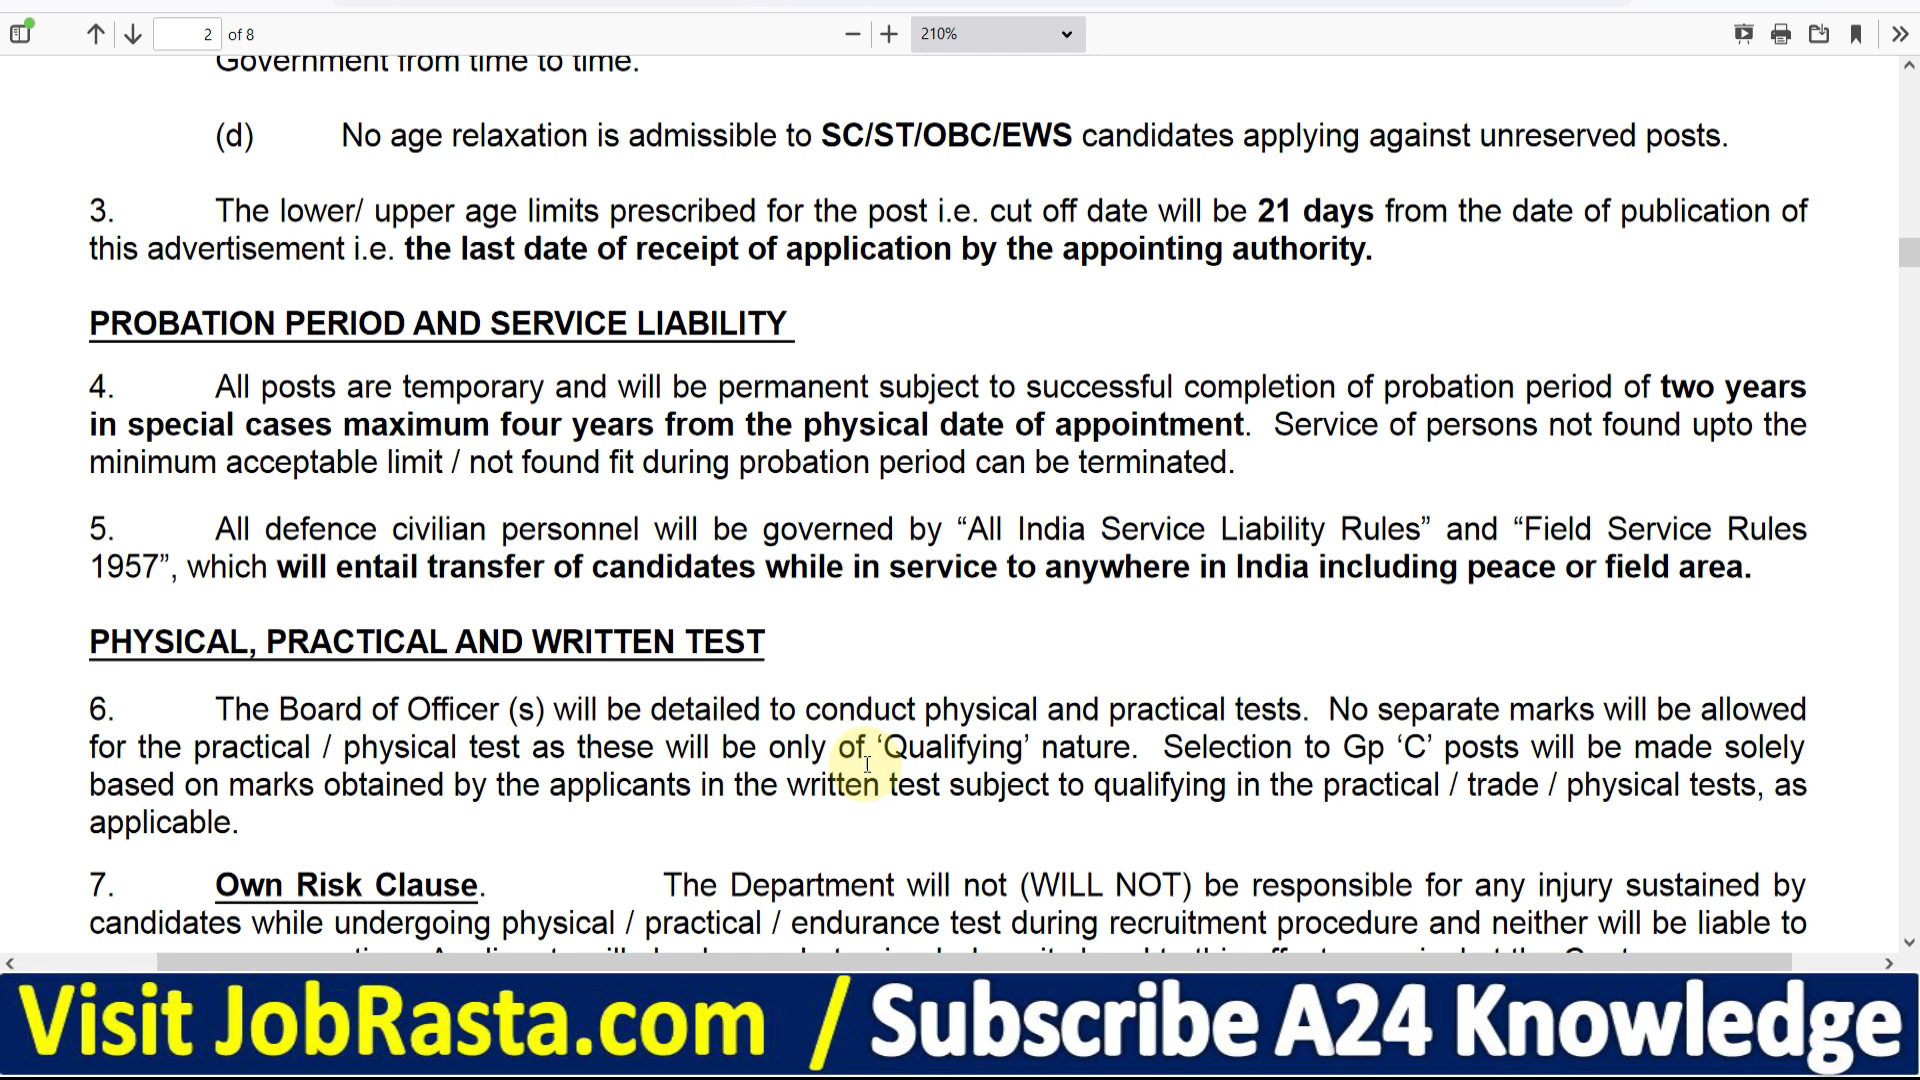 2 of 8
210%
Government from time to time.
(d) No age relaxation is admissible to SC/ST/OBC/EWS candidates applying against unreserved posts.
3. The lower/ upper age limits prescribed for the post i.e. cut off date will be 21 days from the date of publication of
this advertisement i.e. the last date of receipt of application by the appointing authority.
PROBATION PERIOD AND SERVICE LIABILITY
4. All posts are temporary and will be permanent subject to successful completion of probation period of two years
in special cases maximum four years from the physical date of appointment. Service of persons not found upto the
minimum acceptable limit / not found fit during probation period can be terminated.
5. All defence civilian personnel will be governed by “All India Service Liability Rules” and “Field Service Rules
1957”, which will entail transfer of candidates while in service to anywhere in India including peace or field area.
PHYSICAL, PRACTICAL AND WRITTEN TEST
6. The Board of Officer (s) will be detailed to conduct physical and practical tests. No separate marks will be allowed
for the practical / physical test as these will be only of ‘Qualifying’ nature. Selection to Gp ‘C’ posts will be made solely
based on marks obtained by the applicants in the written test subject to qualifying in the practical / trade / physical tests, as
applicable.
7. Own Risk Clause. The Department will not (WILL NOT) be responsible for any injury sustained by
candidates while undergoing physical / practical / endurance test during recruitment procedure and neither will be liable to
Visit JobRasta.com / Subscribe A24 Knowledge